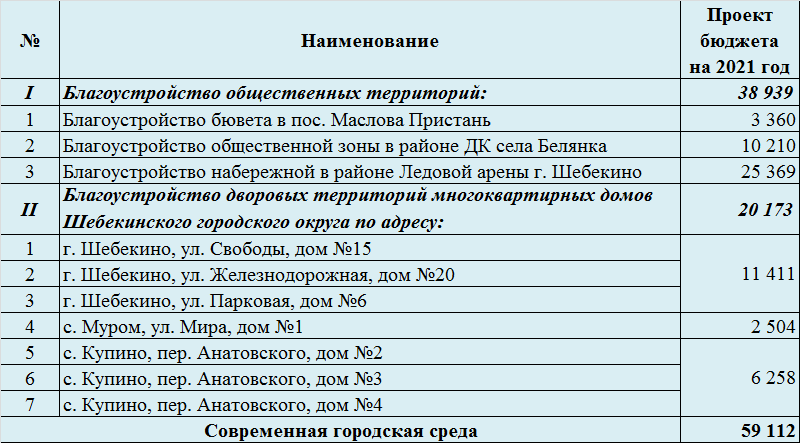 № Наименование Проект
бюджета
на 2021 год
I Благоустройство общественных территорий: 38 939
1 Благоустройство бювета в пос. Маслова Пристань 3 360
2 Благоустройство общественной зоны в районе ДК села Белянка 10 210
3 Благоустройство набережной в районе Ледовой арены г. Шебекино 25 369
II Благоустройство дворовых территорий многоквартирных домов
Шебекинского городского округа по адресу: 20 173
1 г. Шебекино, ул. Свободы, дом №15
2 г. Шебекино, ул. Железнодорожная, дом №20 11 411
3 г. Шебекино, ул. Парковая, дом №6
4 с. Муром, ул. Мира, дом №1 2 504
5 с. Купино, пер. Анатовского, дом №2
6 с. Купино, пер. Анатовского, дом №3 6 258
7 с. Купино, пер. Анатовского, дом №4
Современная городская среда 59 112